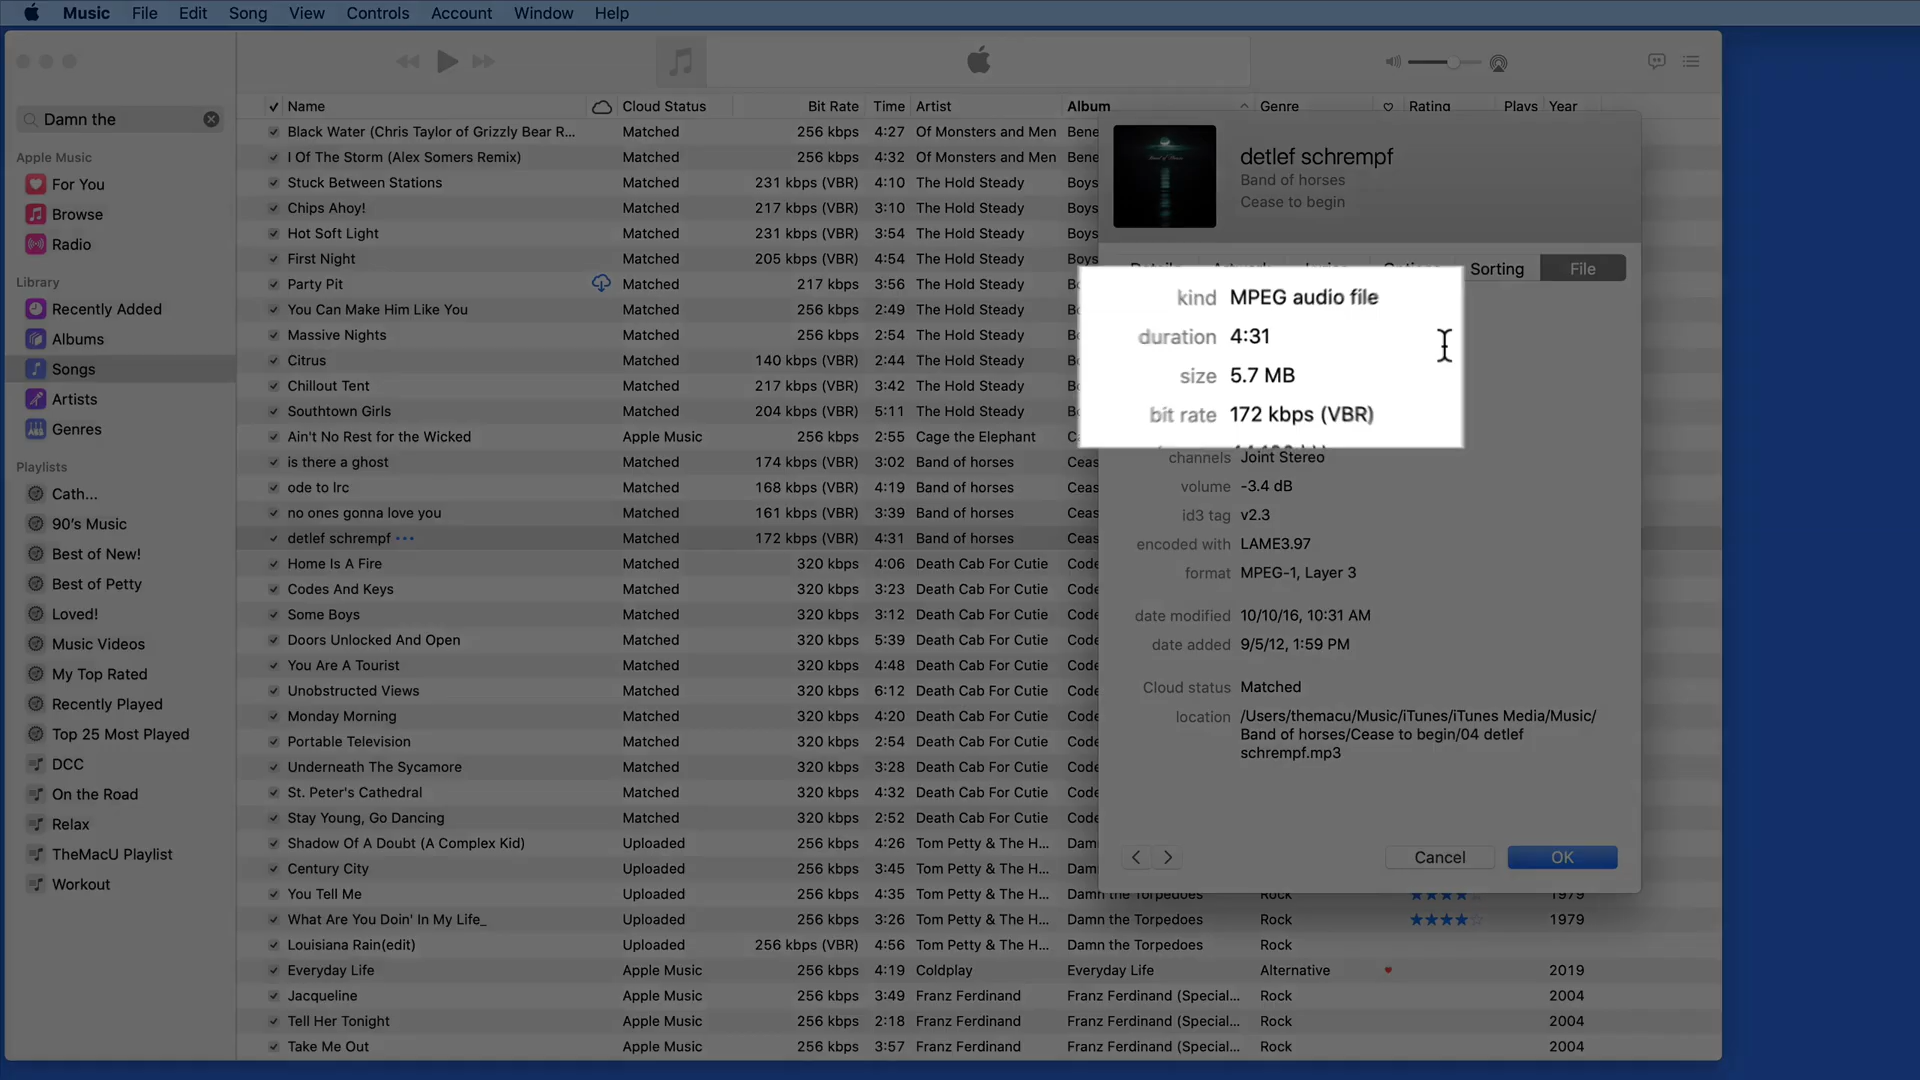 Music File Edit Song View Controls Account Window Help
Damn the
Apple Music
For You
Browse
Radio
Library
Recently Added
Albums
Songs
Artists
Genres
Playlists
Cath...
90's Music
Best of New!
Best of Petty
Loved!
Music Videos
My Top Rated
Recently Played
Top 25 Most Played
DCC
On the Road
Relax
TheMacU Playlist
Workout
Name Cloud Status Bit Rate Time Artist Album Genre Rating Plays Year
Black Water (Chris Taylor of Grizzly Bear R... Matched 256 kbps 4:27 Of Monsters and Men Bene
I Of The Storm (Alex Somers Remix) Matched 256 kbps 4:32 Of Monsters and Men Bene
Stuck Between Stations Matched 231 kbps (VBR) 4:10 The Hold Steady Boys
Chips Ahoy! Matched 217 kbps (VBR) 3:10 The Hold Steady Boys
Hot Soft Light Matched 231 kbps (VBR) 3:54 The Hold Steady Boys
First Night Matched 205 kbps (VBR) 4:54 The Hold Steady Boys
Party Pit Matched 217 kbps 3:56 The Hold Steady
You Can Make Him Like You Matched 256 kbps 2:49 The Hold Steady
Massive Nights Matched 256 kbps 2:54 The Hold Steady
Citrus Matched 140 kbps (VBR) 2:44 The Hold Steady
Chillout Tent Matched 217 kbps (VBR) 3:42 The Hold Steady
Southtown Girls Matched 204 kbps (VBR) 5:11 The Hold Steady
Ain't No Rest for the Wicked Apple Music 256 kbps 2:55 Cage the Elephant
is there a ghost Matched 174 kbps (VBR) 3:02 Band of horses Ceas
ode to lrc Matched 168 kbps (VBR) 4:19 Band of horses Ceas
no ones gonna love you Matched 161 kbps (VBR) 3:39 Band of horses Ceas
detlef schrempf ... Matched 172 kbps (VBR) 4:31 Band of horses Ceas
Home Is A Fire Matched 320 kbps 4:06 Death Cab For Cutie Code
Codes And Keys Matched 320 kbps 3:23 Death Cab For Cutie Code
Some Boys Matched 320 kbps 3:12 Death Cab For Cutie Code
Doors Unlocked And Open Matched 320 kbps 5:39 Death Cab For Cutie Code
You Are A Tourist Matched 320 kbps 4:48 Death Cab For Cutie Code
Unobstructed Views Matched 320 kbps 6:12 Death Cab For Cutie Code
Monday Morning Matched 320 kbps 4:20 Death Cab For Cutie Code
Portable Television Matched 320 kbps 2:54 Death Cab For Cutie Code
Underneath The Sycamore Matched 320 kbps 3:28 Death Cab For Cutie Code
St. Peter's Cathedral Matched 320 kbps 4:32 Death Cab For Cutie Code
Stay Young, Go Dancing Matched 320 kbps 2:52 Death Cab For Cutie Code
Shadow Of A Doubt (A Complex Kid) Uploaded 256 kbps 4:26 Tom Petty & The H... Dam
Century City Uploaded 256 kbps 3:45 Tom Petty & The H... Dam
You Tell Me Uploaded 256 kbps 4:35 Tom Petty & The H... Damn the Torpedoes Rock 1979
What Are You Doin' In My Life_ Uploaded 256 kbps 3:26 Tom Petty & The H... Damn the Torpedoes Rock 1979
Louisiana Rain(edit) Uploaded 256 kbps (VBR) 4:56 Tom Petty & The H... Damn the Torpedoes Rock
Everyday Life Apple Music 256 kbps 4:19 Coldplay Everyday Life Alternative 2019
Jacqueline Apple Music 256 kbps 3:49 Franz Ferdinand Franz Ferdinand (Special... Rock 2004
Tell Her Tonight Apple Music 256 kbps 2:18 Franz Ferdinand Franz Ferdinand (Special... Rock 2004
Take Me Out Apple Music 256 kbps 3:57 Franz Ferdinand Franz Ferdinand (Special... Rock 2004
detlef schrempf
Band of horses
Cease to begin
Sorting File
kind MPEG audio file
duration 4:31
size 5.7 MB
bit rate 172 kbps (VBR)
channels Joint Stereo
volume -3.4 dB
id3 tag v2.3
encoded with LAME3.97
format MPEG-1, Layer 3
date modified 10/10/16, 10:31 AM
date added 9/5/12, 1:59 PM
Cloud status Matched
location /Users/themacu/Music/iTunes/iTunes Media/Music/
Band of horses/Cease to begin/04 detlef
schrempf.mp3
Cancel OK